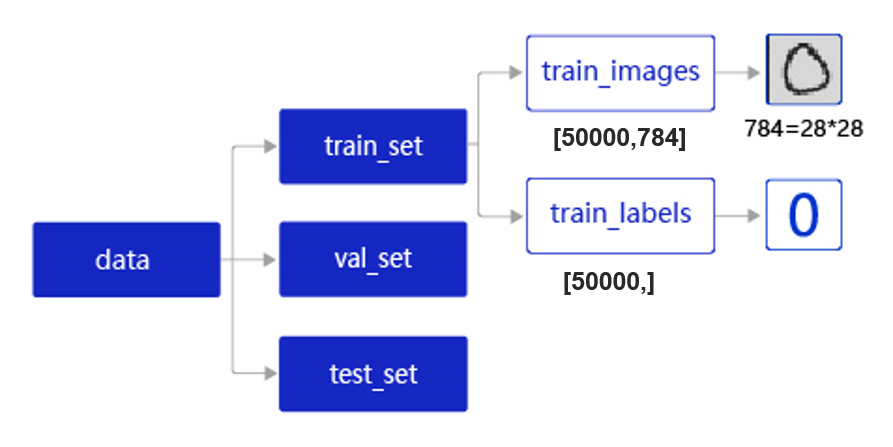 data
train_set
val_set
test_set
train_images
[50000,784]
784=28*28
train_labels
[50000,]
0